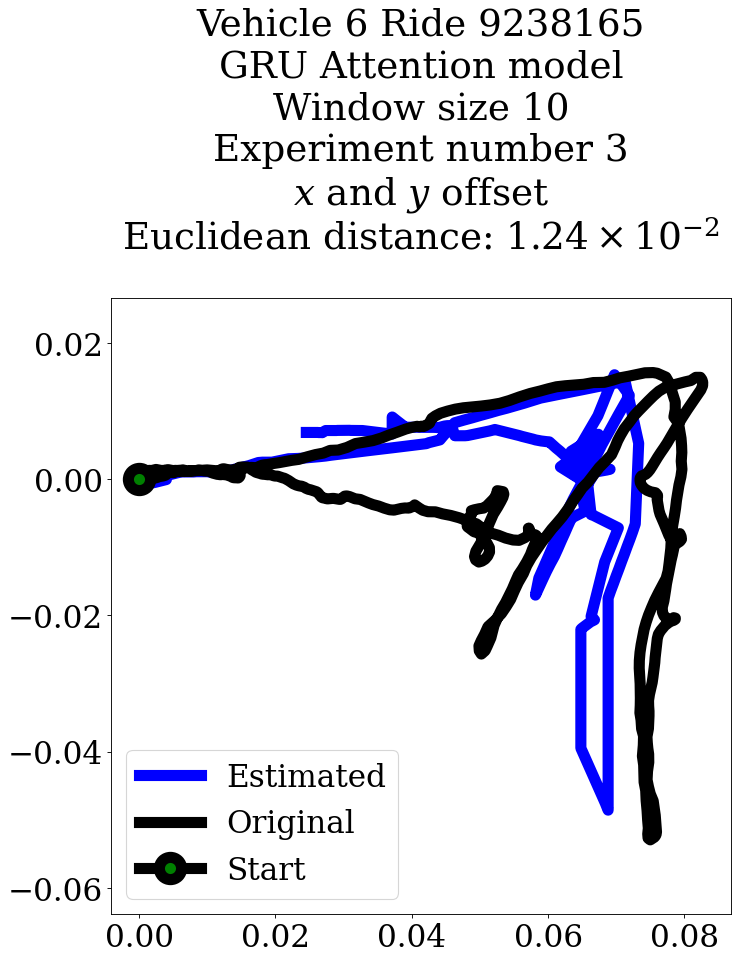 Vehicle 6 Ride 9238165
GRU Attention model
Window size 10
Experiment number 3
x and y offset
Euclidean distance: 1.24 × 10⁻²
0.02
0.00
−0.02
−0.04
−0.06
Estimated
Original
Start
0.00 0.02 0.04 0.06 0.08